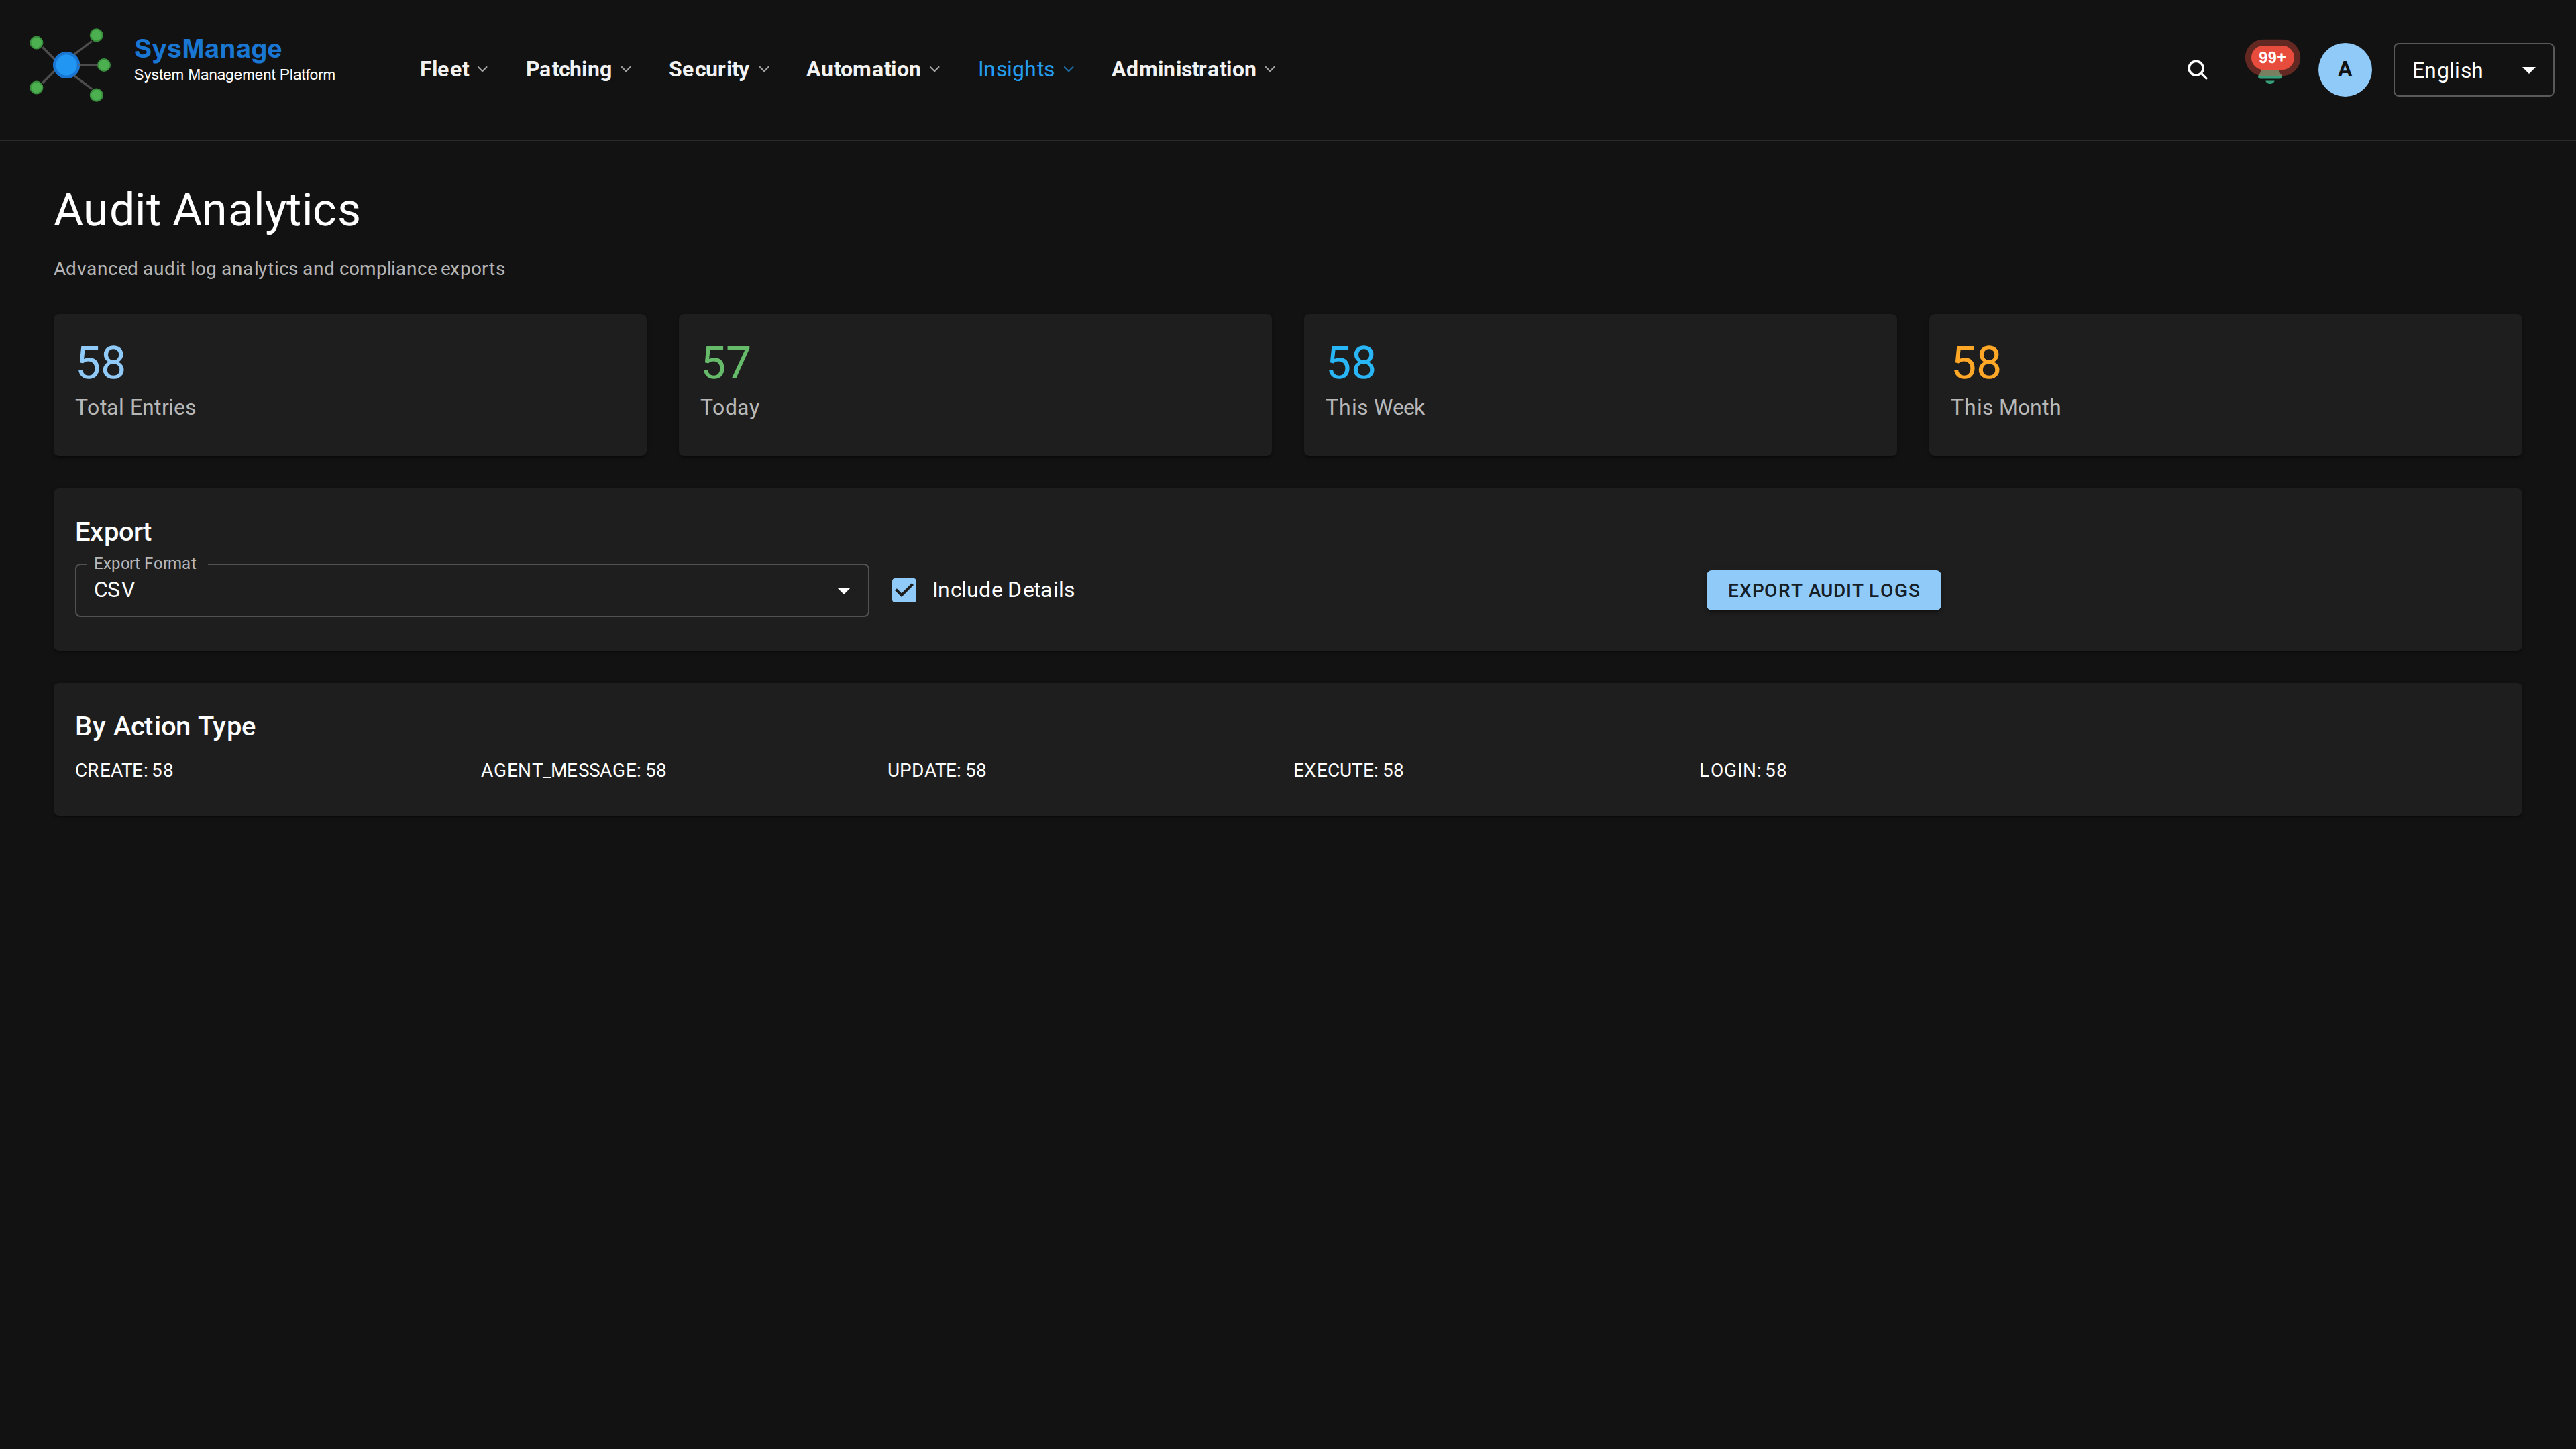 SysManage
System Management Platform
Fleet
Patching
Security
Automation
Insights
Administration
99+
A
English
Audit Analytics
Advanced audit log analytics and compliance exports
58
Total Entries
57
Today
58
This Week
58
This Month
Export
Export Format
CSV
Include Details
EXPORT AUDIT LOGS
By Action Type
CREATE: 58
AGENT_MESSAGE: 58
UPDATE: 58
EXECUTE: 58
LOGIN: 58